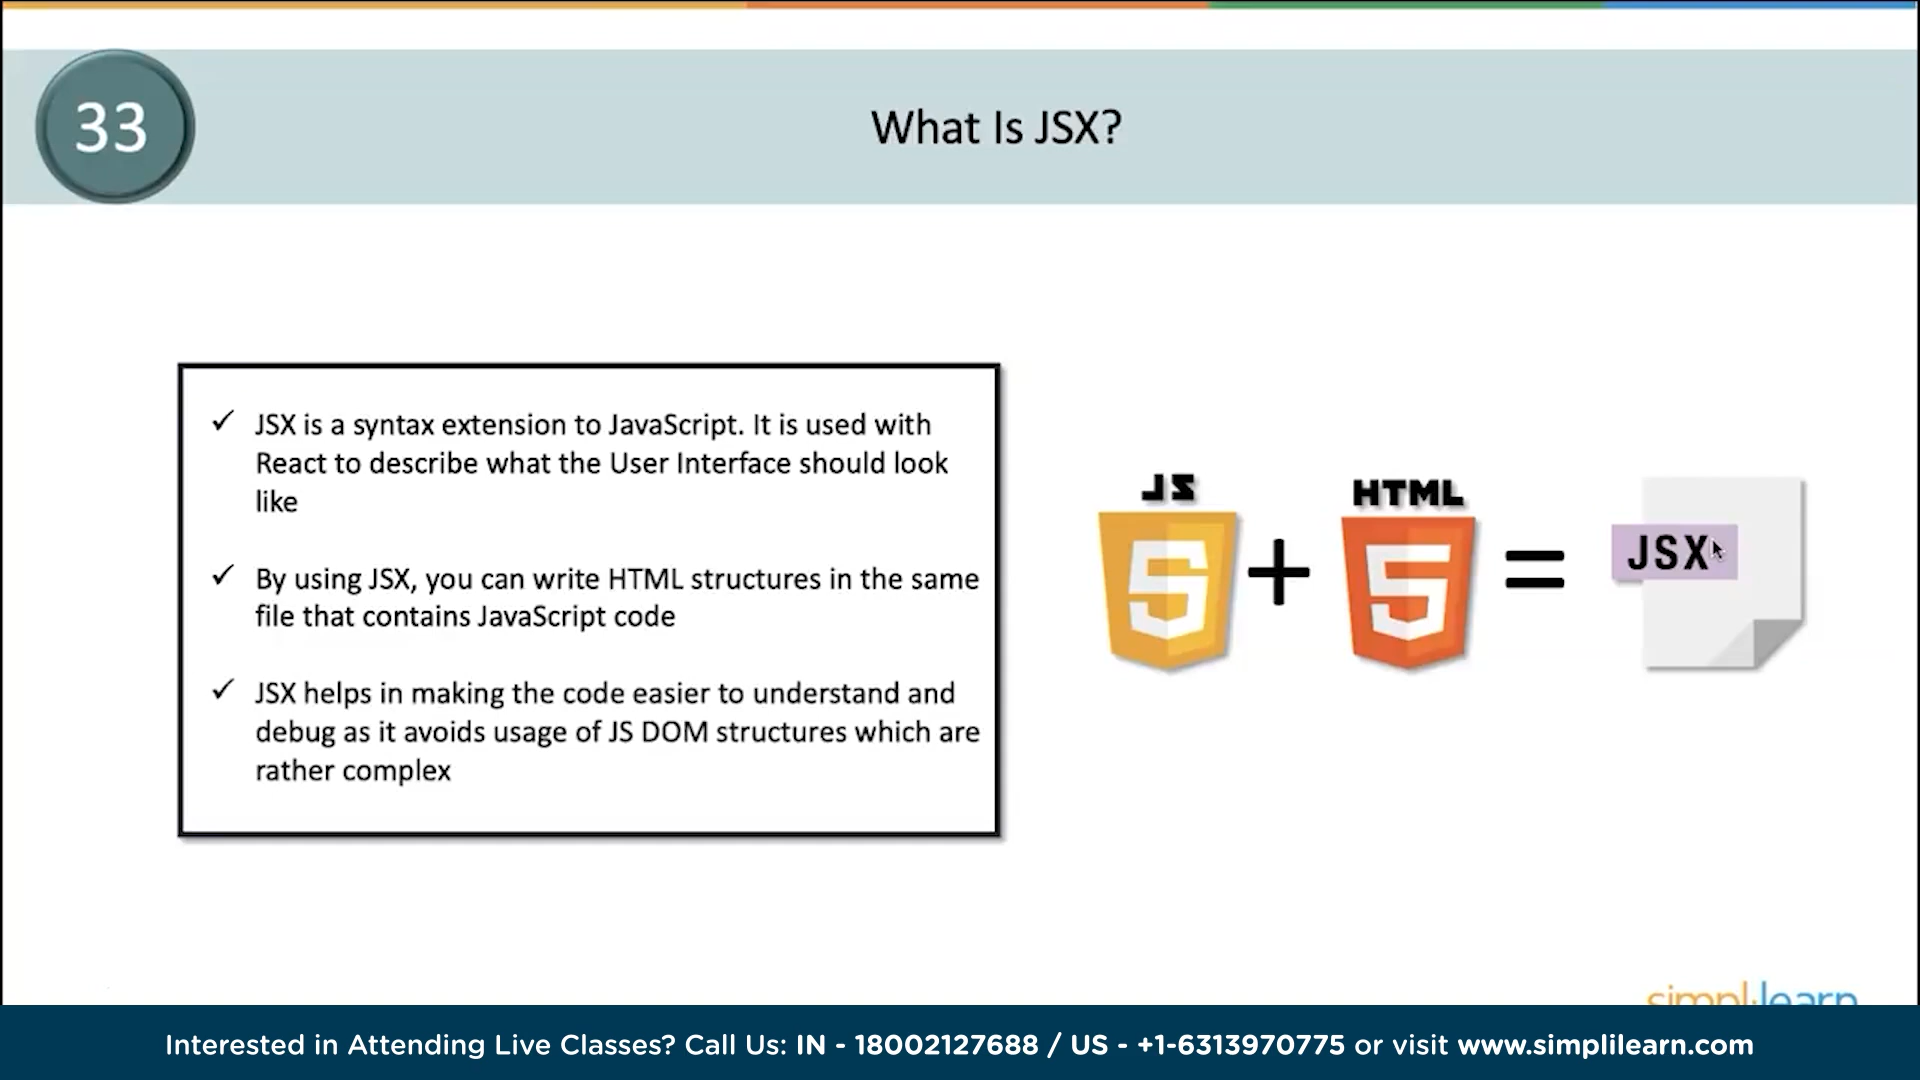 33
What Is JSX?
✓ JSX is a syntax extension to JavaScript. It is used with
React to describe what the User Interface should look
like
✓ By using JSX, you can write HTML structures in the same
file that contains JavaScript code
✓ JSX helps in making the code easier to understand and
debug as it avoids usage of JS DOM structures which are
rather complex
JS
5
+
HTML
5
=
JSX
simplilearn
Interested in Attending Live Classes? Call Us: IN - 18002127688 / US - +1-6313970775 or visit www.simplilearn.com